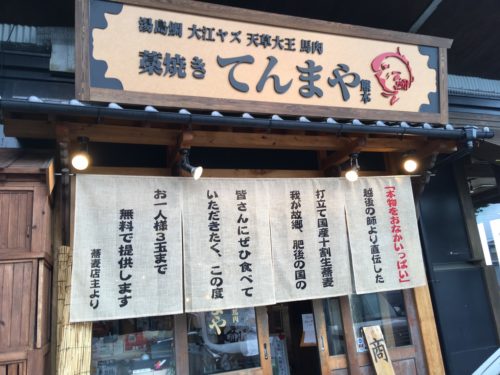 湯島燗 大江ヤズ 天草大王 馬肉
藁焼き てんまや 熊本
「本物をおなかいっぱい」
越後の師より直伝した
打立て国産十割生蕎麦
我が故郷、肥後の国の
皆さんにぜひ食べて
いただきたく、この度
お一人様3玉まで
無料で提供します
蕎麦店主より
商